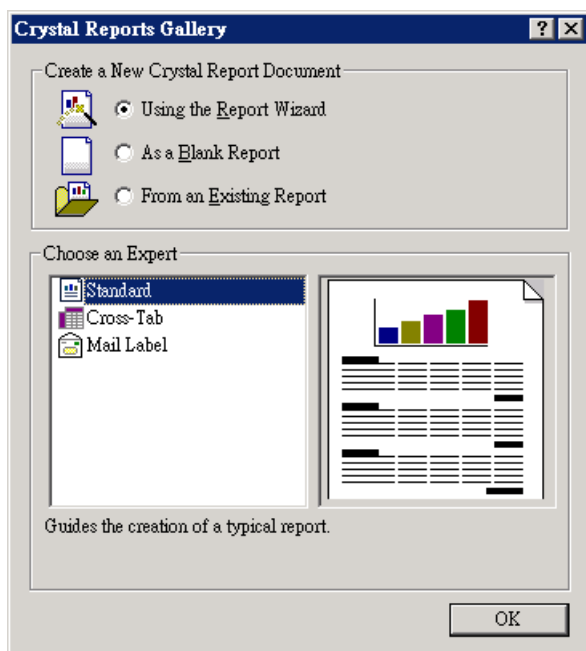 Crystal Reports Gallery
Create a New Crystal Report Document
Using the Report Wizard
As a Blank Report
From an Existing Report
Choose an Expert
Standard
Cross-Tab
Mail Label
Guides the creation of a typical report.
OK